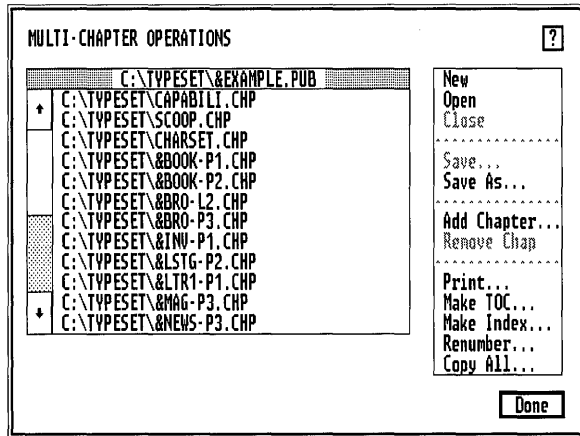 MULTI-CHAPTER OPERATIONS
?
C:\TYPESET\&EXAMPLE.PUB
C:\TYPESET\CAPABILI.CHP
C:\TYPESET\SCOOP.CHP
C:\TYPESET\CHARSET.CHP
C:\TYPESET\&BOOK-P1.CHP
C:\TYPESET\&BOOK-P2.CHP
C:\TYPESET\&BRO-L2.CHP
C:\TYPESET\&BRO-P3.CHP
C:\TYPESET\&INV-P1.CHP
C:\TYPESET\&LSTG-P2.CHP
C:\TYPESET\&LTR1-P1.CHP
C:\TYPESET\&MAG-P3.CHP
C:\TYPESET\&NEWS-P3.CHP
New
Open
Close
Save...
Save As...
Add Chapter...
Remove Chap
Print...
Make TOC...
Make Index...
Renumber...
Copy All...
Done